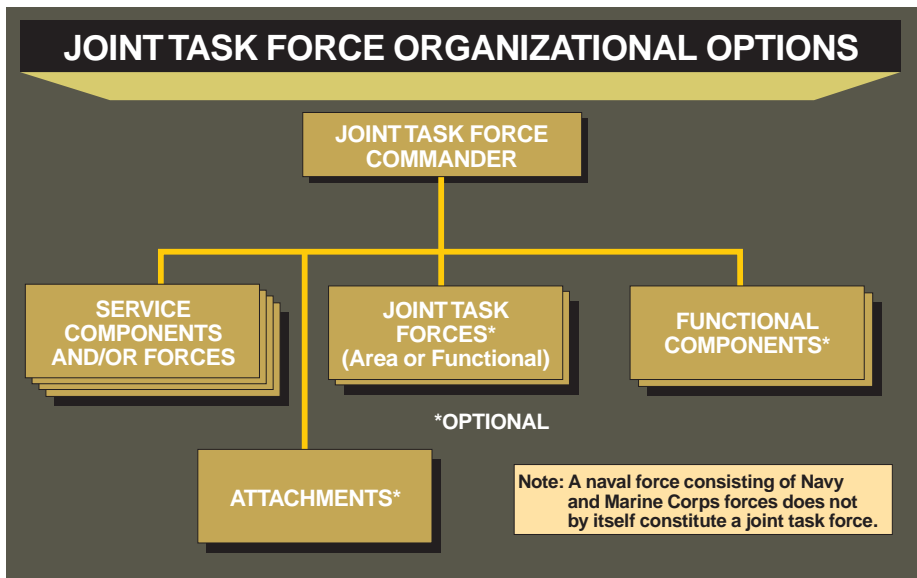 JOINT TASK FORCE ORGANIZATIONAL OPTIONS
JOINT TASK FORCE
COMMANDER
SERVICE
COMPONENTS
AND/OR FORCES
JOINT TASK
FORCES*
(Area or Functional)
FUNCTIONAL
COMPONENTS*
*OPTIONAL
ATTACHMENTS*
Note: A naval force consisting of Navy
and Marine Corps forces does not
by itself constitute a joint task force.